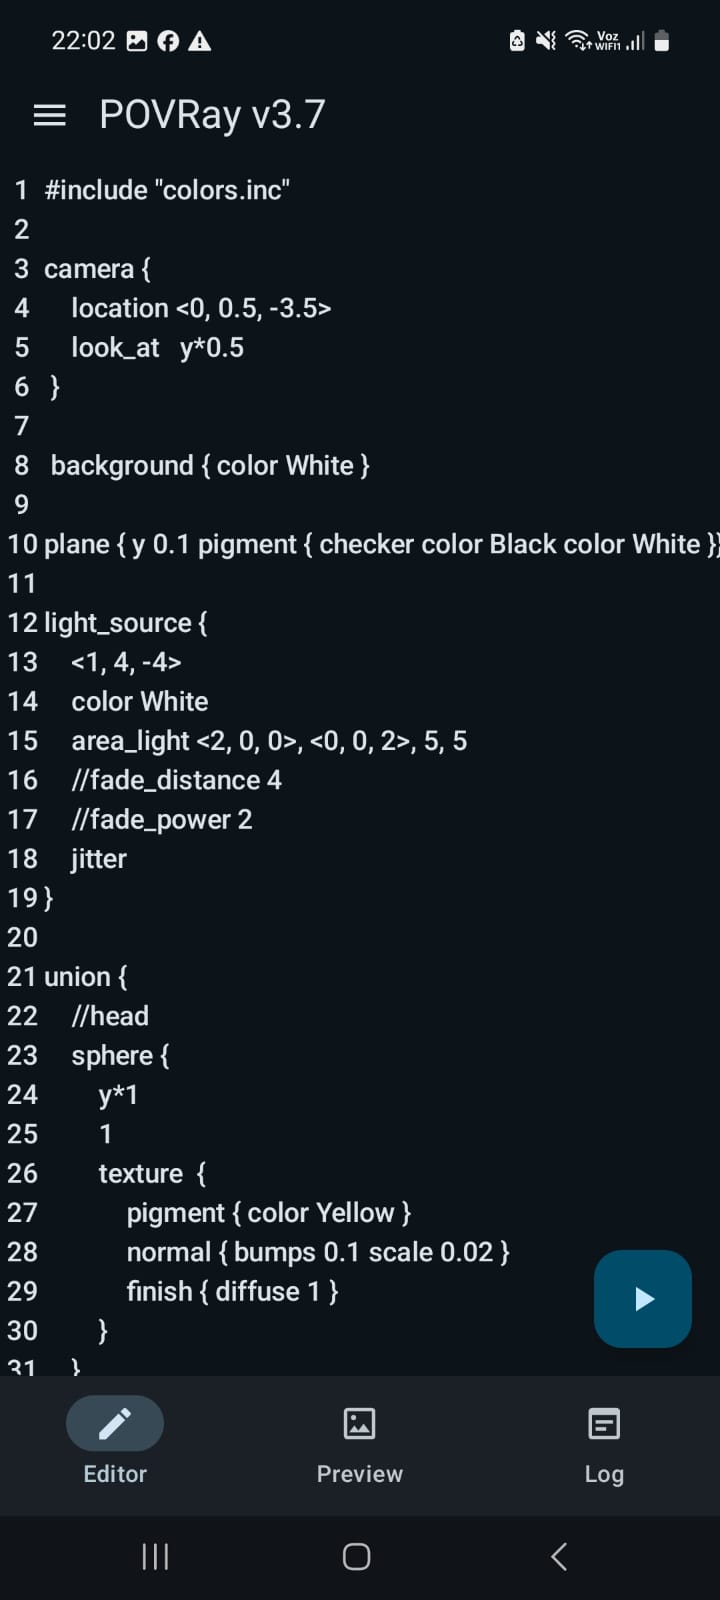 22:02 Voz WIFI1
POVRay v3.7
1 #include "colors.inc"
2
3 camera {
4 location <0, 0.5, -3.5>
5 look_at y*0.5
6 }
7
8 background { color White }
9
10 plane { y 0.1 pigment { checker color Black color White }}
11
12 light_source {
13 <1, 4, -4>
14 color White
15 area_light <2, 0, 0>, <0, 0, 2>, 5, 5
16 //fade_distance 4
17 //fade_power 2
18 jitter
19 }
20
21 union {
22 //head
23 sphere {
24 y*1
25 1
26 texture {
27 pigment { color Yellow }
28 normal { bumps 0.1 scale 0.02 }
29 finish { diffuse 1 }
30 }
31 }
Editor Preview Log